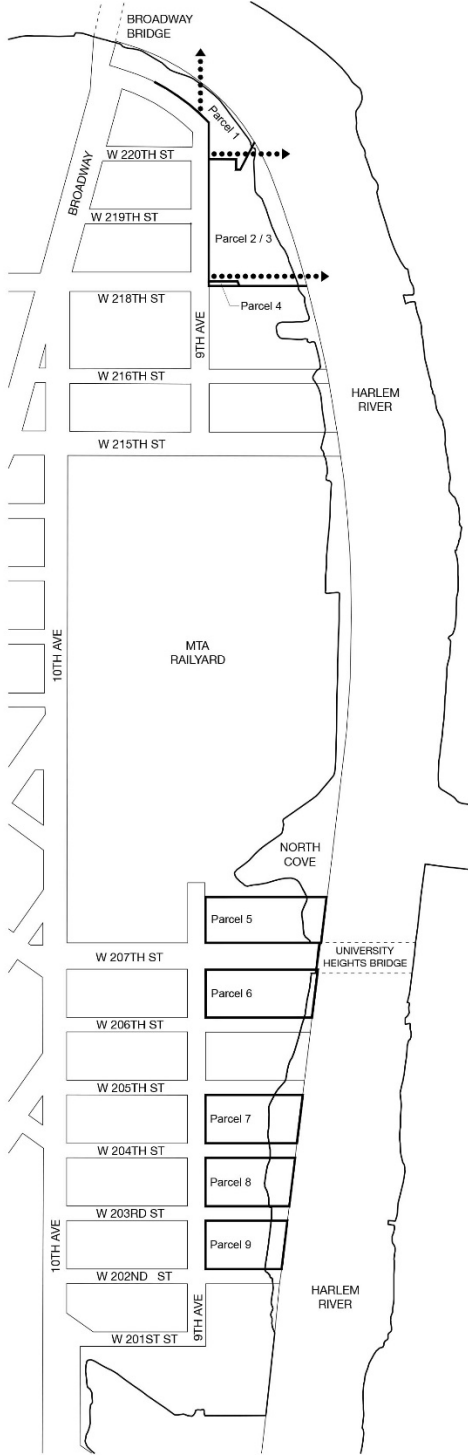 BROADWAY
BRIDGE
Parcel 1
W 220TH ST
BROADWAY
W 219TH ST
Parcel 2 / 3
W 218TH ST
Parcel 4
9TH AVE
W 216TH ST
HARLEM
RIVER
W 215TH ST
MTA
RAILYARD
10TH AVE
NORTH
COVE
Parcel 5
W 207TH ST
UNIVERSITY
HEIGHTS BRIDGE
Parcel 6
W 206TH ST
W 205TH ST
Parcel 7
W 204TH ST
Parcel 8
W 203RD ST
10TH AVE
Parcel 9
W 202ND ST
9TH AVE
HARLEM
RIVER
W 201ST ST